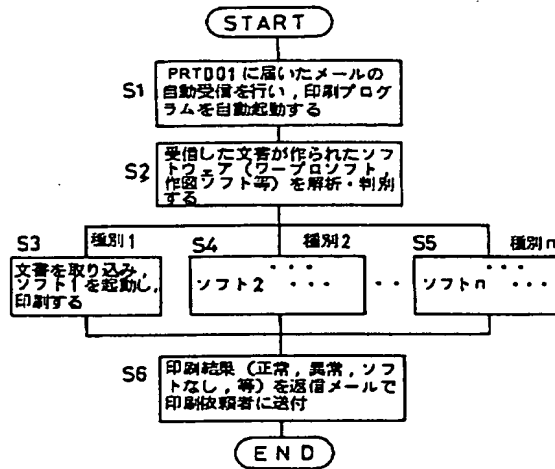 START
S1
PRT001に届いたメールの
自動受信を行い，印刷プログ
ラムを自動起動する
S2
受信した文書が作られたソフ
トウェア（ワープロソフト，
作図ソフト等）を解析・判別
する
S3 種別1
文書を取り込み，
ソフト1を起動し，
印刷する
S4 種別2
・・・
ソフト2 ・・・
・・
S5 種別n
・・・
ソフトn ・・・
S6
印刷結果（正常，異常，ソフ
トなし，等）を返信メールで
印刷依頼者に送付
END